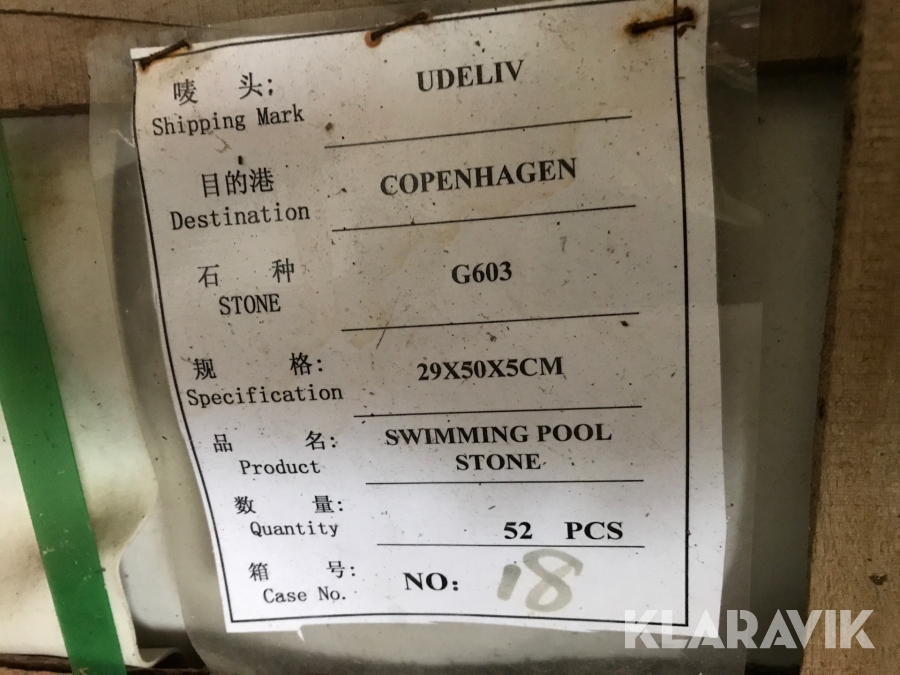 唛 头; UDELIV
Shipping Mark
目的港 COPENHAGEN
Destination
石 种 G603
STONE
规 格: 29X50X5CM
Specification
品 名: SWIMMING POOL
Product STONE
数 量:
Quantity 52 PCS
箱 号: NO: 18
Case No.
KLARAVIK